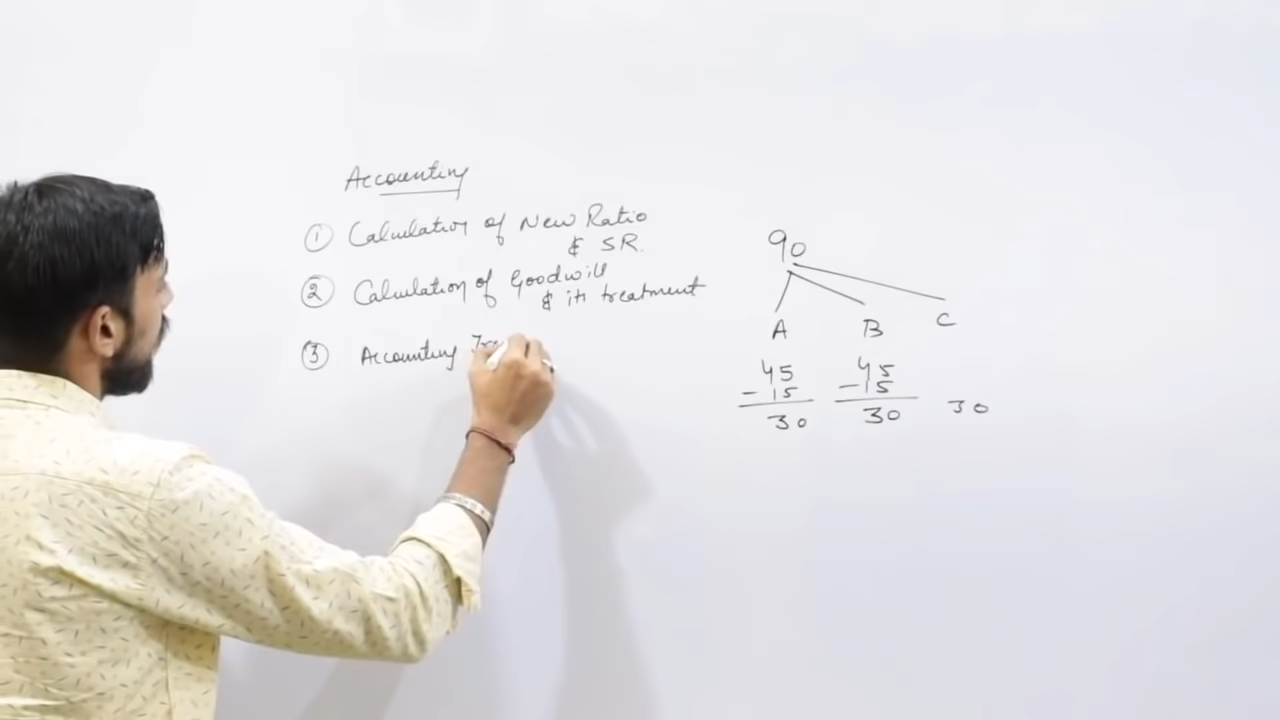 Accounting
① Calculation of New Ratio
& SR.
② Calculation of Goodwill
& its treatment
③ Accounting
90
A B C
45 45
-15 -15
30 30 30